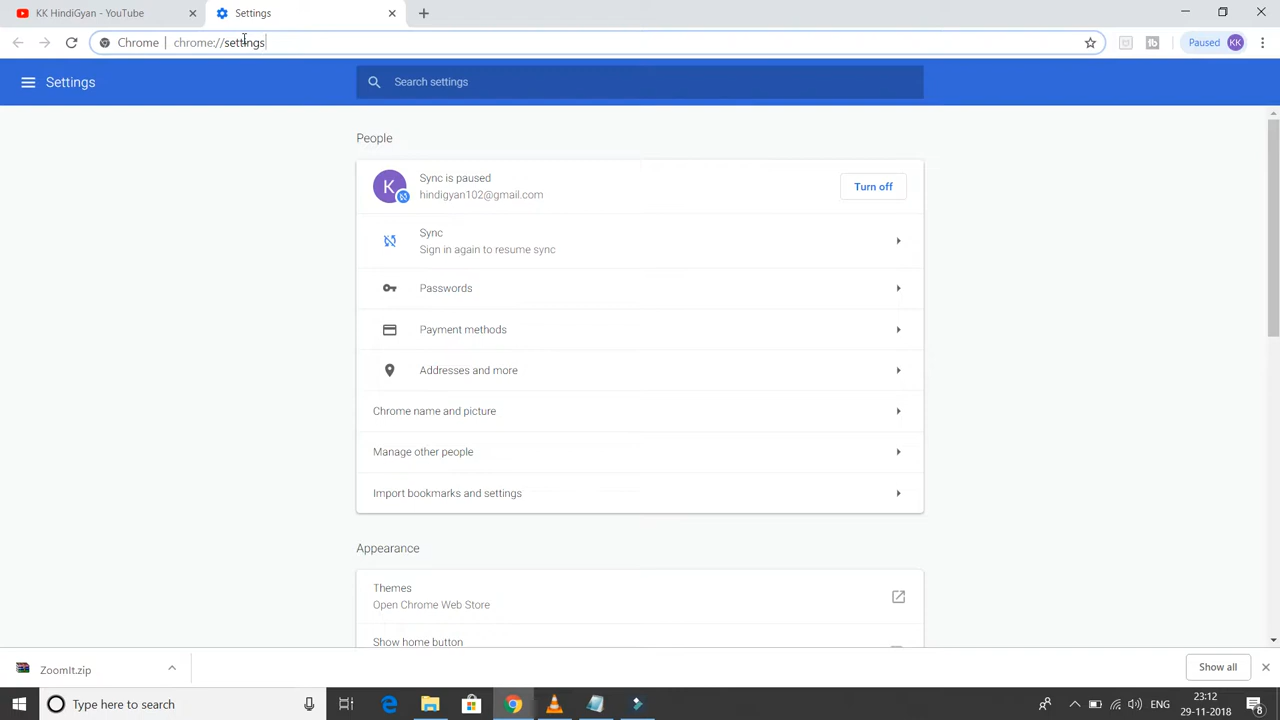 KK HindiGyan - YouTube
Settings
Chrome | chrome://settings
Paused KK
Settings
Search settings
People
K
Sync is paused
hindigyan102@gmail.com
Turn off
Sync
Sign in again to resume sync
Passwords
Payment methods
Addresses and more
Chrome name and picture
Manage other people
Import bookmarks and settings
Appearance
Themes
Open Chrome Web Store
Show home button
ZoomIt.zip
Show all
Type here to search
ENG
23:12
29-11-2018
8